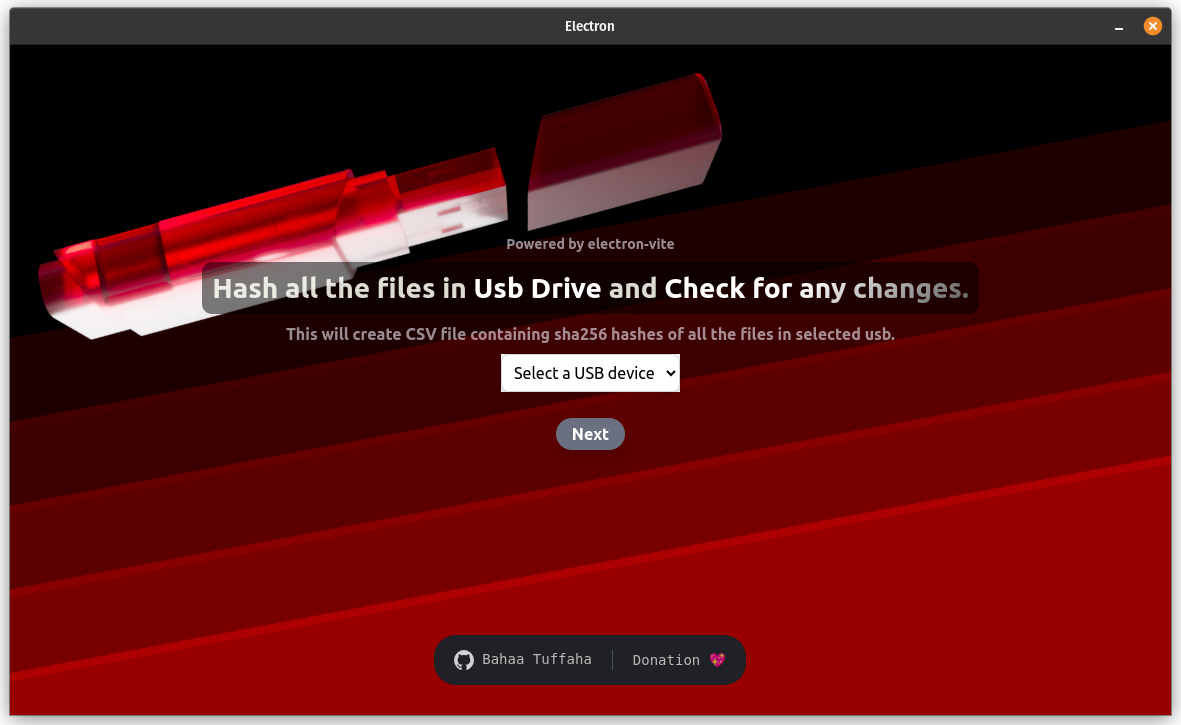 Electron
Powered by electron-vite
Hash all the files in Usb Drive and Check for any changes.
This will create CSV file containing sha256 hashes of all the files in selected usb.
Select a USB device
Next
Bahaa Tuffaha
Donation 💖